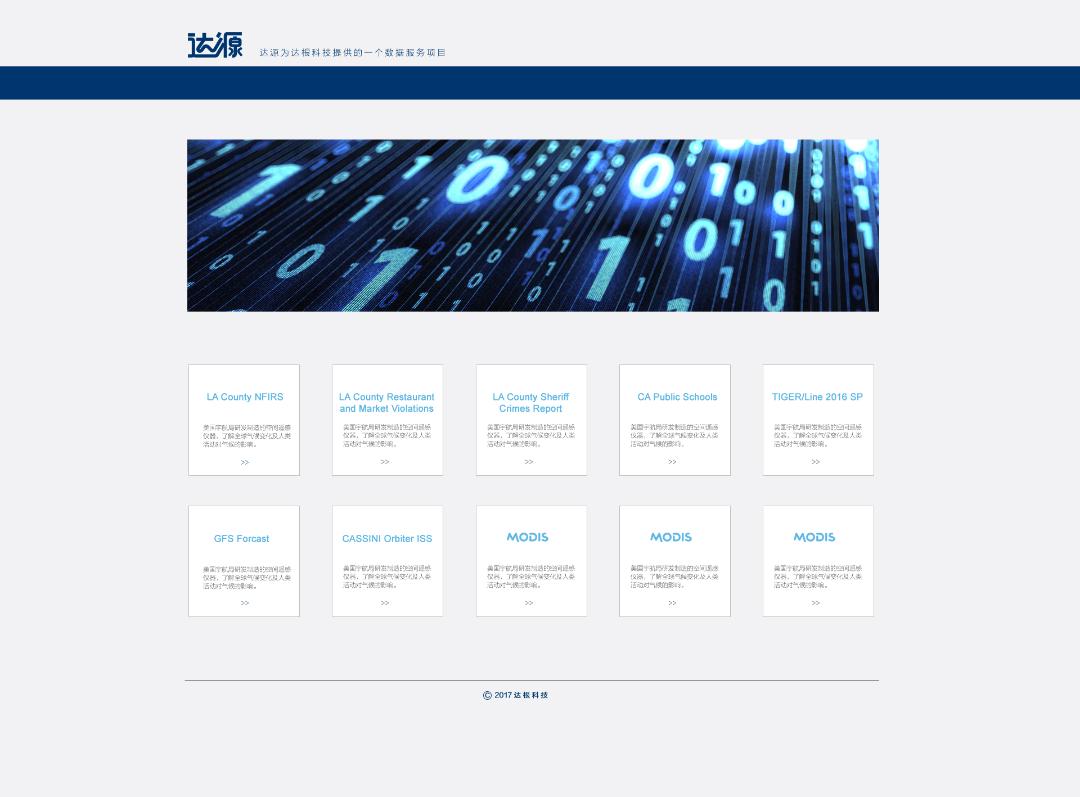 达源
达源为达根科技提供的一个数据服务项目
LA County NFIRS
美国宇航局研发制造的空间遥感
仪器，了解全球气候变化及人类
活动对气候的影响。
>>
LA County Restaurant
and Market Violations
美国宇航局研发制造的空间遥感
仪器，了解全球气候变化及人类
活动对气候的影响。
>>
LA County Sheriff
Crimes Report
美国宇航局研发制造的空间遥感
仪器，了解全球气候变化及人类
活动对气候的影响。
>>
CA Public Schools
美国宇航局研发制造的空间遥感
仪器，了解全球气候变化及人类
活动对气候的影响。
>>
TIGER/Line 2016 SP
美国宇航局研发制造的空间遥感
仪器，了解全球气候变化及人类
活动对气候的影响。
>>
GFS Forcast
美国宇航局研发制造的空间遥感
仪器，了解全球气候变化及人类
活动对气候的影响。
>>
CASSINI Orbiter ISS
美国宇航局研发制造的空间遥感
仪器，了解全球气候变化及人类
活动对气候的影响。
>>
MODIS
美国宇航局研发制造的空间遥感
仪器，了解全球气候变化及人类
活动对气候的影响。
>>
MODIS
美国宇航局研发制造的空间遥感
仪器，了解全球气候变化及人类
活动对气候的影响。
>>
MODIS
美国宇航局研发制造的空间遥感
仪器，了解全球气候变化及人类
活动对气候的影响。
>>
© 2017 达根科技